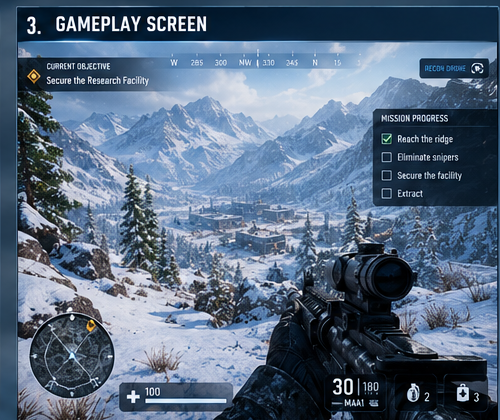 3. GAMEPLAY SCREEN
W 285 300 NW 330 245 N 15
CURRENT OBJECTIVE
Secure the Research Facility
RECON DRONE
MISSION PROGRESS
Reach the ridge
Eliminate snipers
Secure the facility
Extract
100
30 | 180
MAA1
2
3